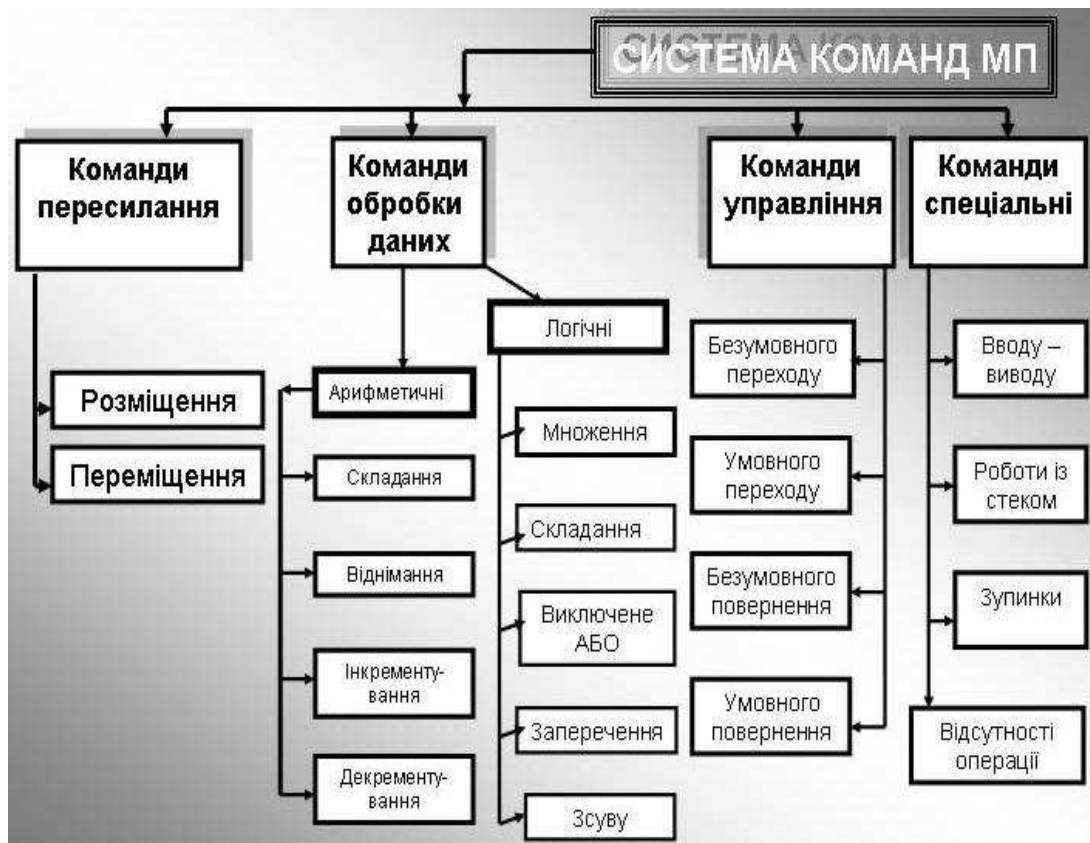 СИСТЕМА КОМАНД МП
Команди
пересилання
Команди
обробки
даних
Команди
управління
Команди
спеціальні
Розміщення
Переміщення
Арифметичні
Складання
Віднімання
Інкременту-
вання
Декременту-
вання
Логічні
Множення
Складання
Виключене
АБО
Заперечення
Зсуву
Безумовного
переходу
Умовного
переходу
Безумовного
повернення
Умовного
повернення
Вводу –
виводу
Роботи із
стеком
Зупинки
Відсутності
операції